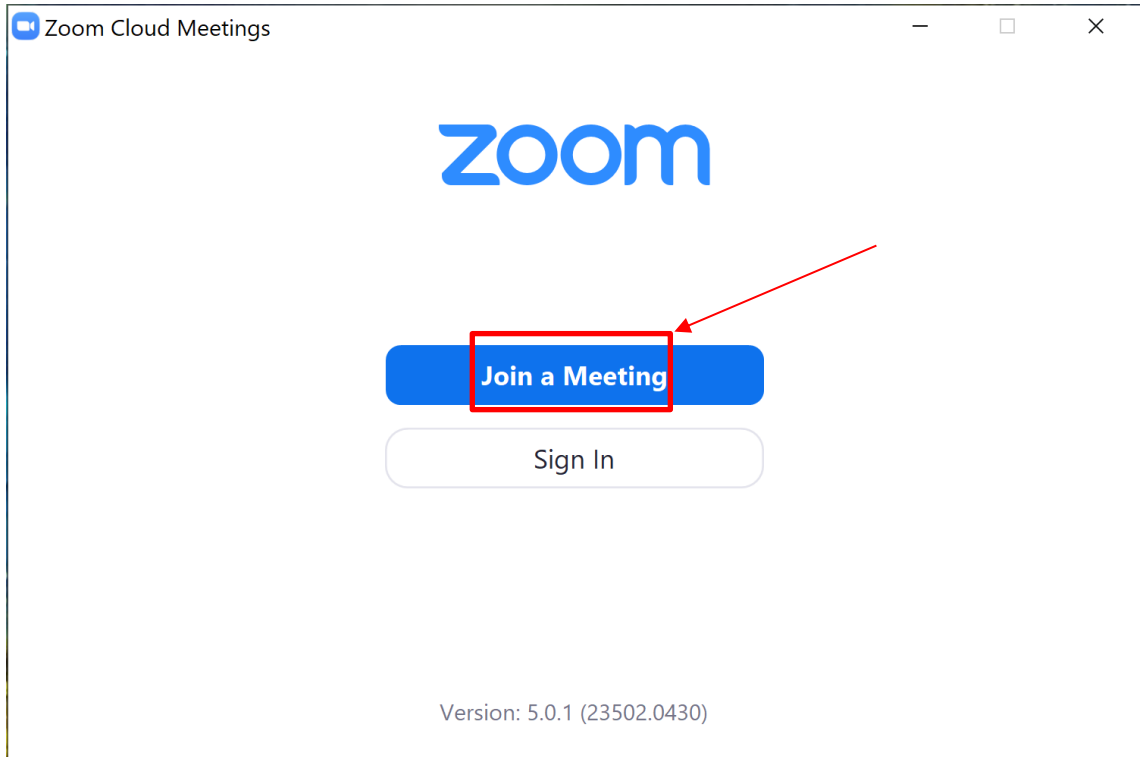 Zoom Cloud Meetings
zoom
Join a Meeting
Sign In
Version: 5.0.1 (23502.0430)